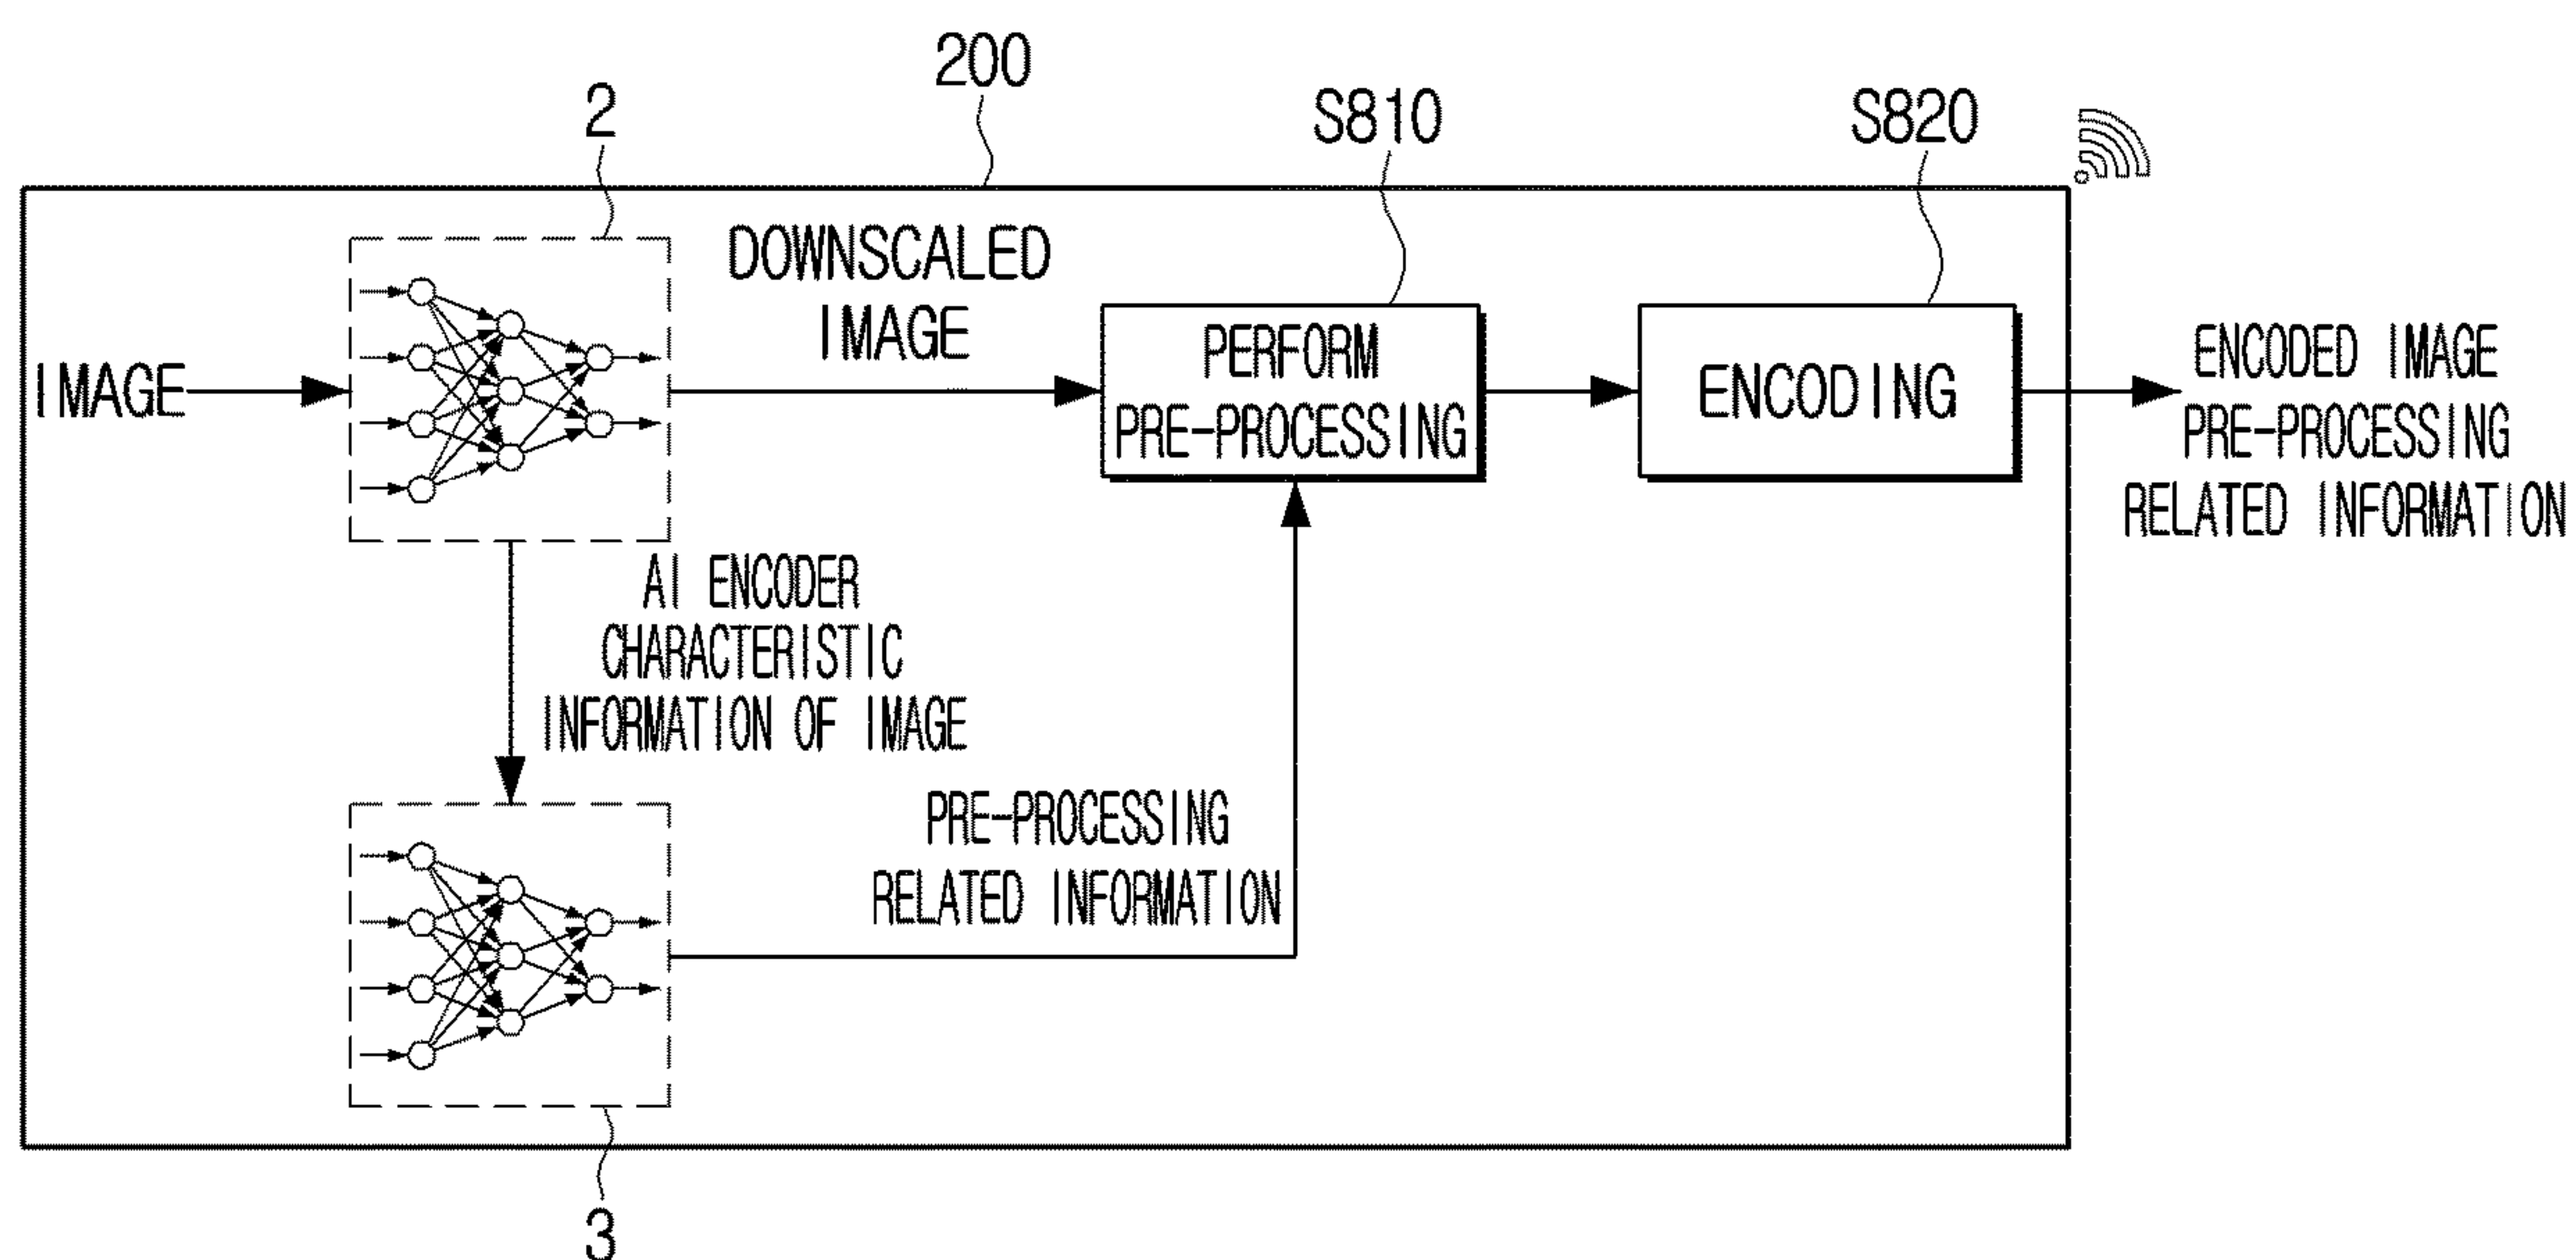 200
2
S810
S820
DOWNSCALED
IMAGE
IMAGE
PERFORM
PRE-PROCESSING
ENCODING
ENCODED IMAGE
PRE-PROCESSING
RELATED INFORMATION
AI ENCODER
CHARACTERISTIC
INFORMATION OF IMAGE
PRE-PROCESSING
RELATED INFORMATION
3